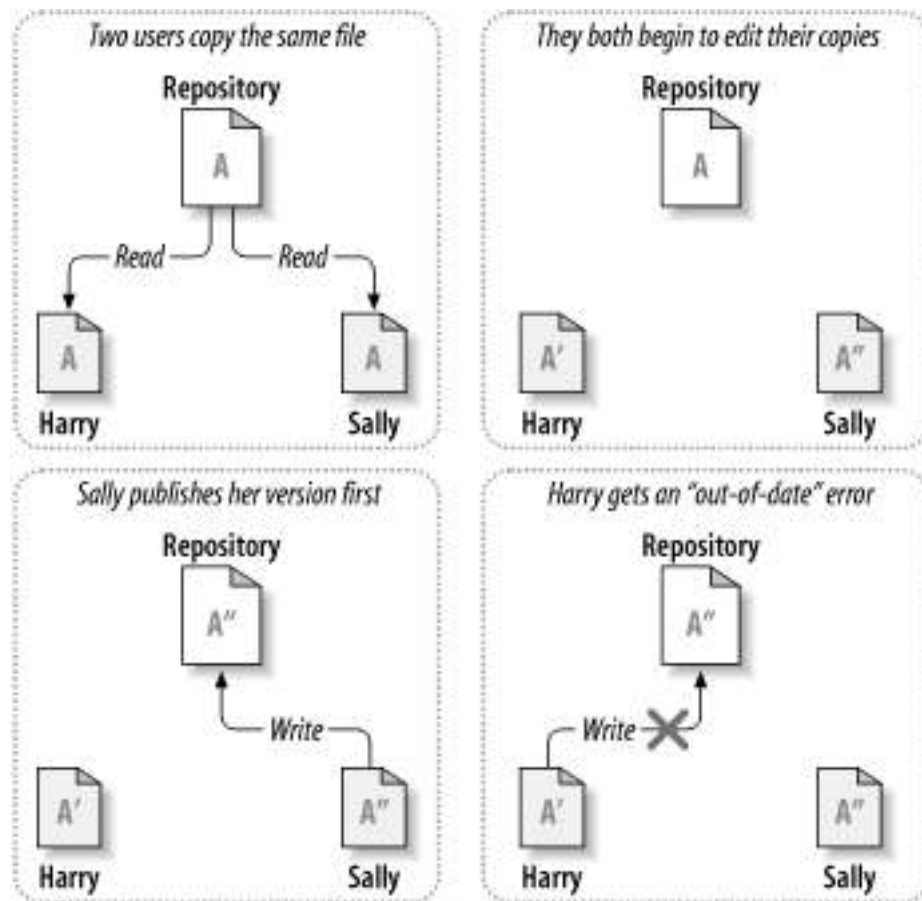 Two users copy the same file
Repository
A
Read Read
A A
Harry Sally
They both begin to edit their copies
Repository
A
A' A"
Harry Sally
Sally publishes her version first
Repository
A"
Write
A' A"
Harry Sally
Harry gets an “out-of-date” error
Repository
A"
Write
A' A"
Harry Sally